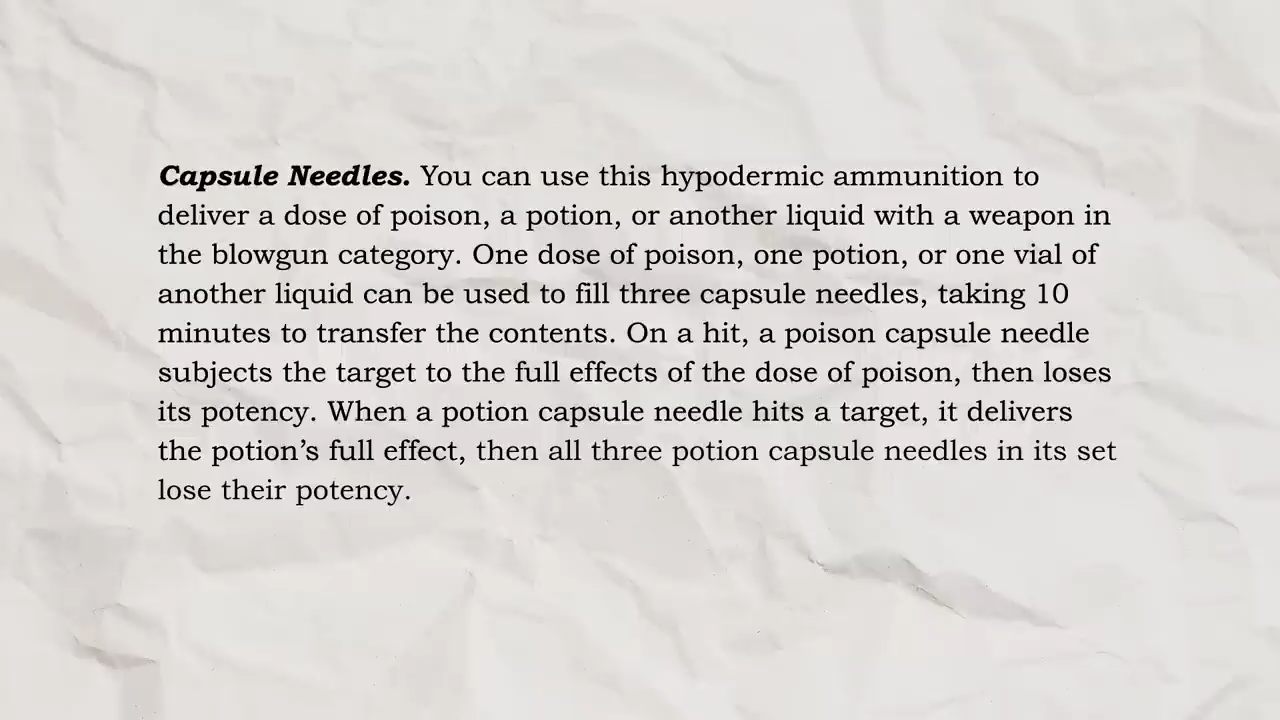 Capsule Needles. You can use this hypodermic ammunition to
deliver a dose of poison, a potion, or another liquid with a weapon in
the blowgun category. One dose of poison, one potion, or one vial of
another liquid can be used to fill three capsule needles, taking 10
minutes to transfer the contents. On a hit, a poison capsule needle
subjects the target to the full effects of the dose of poison, then loses
its potency. When a potion capsule needle hits a target, it delivers
the potion’s full effect, then all three potion capsule needles in its set
lose their potency.